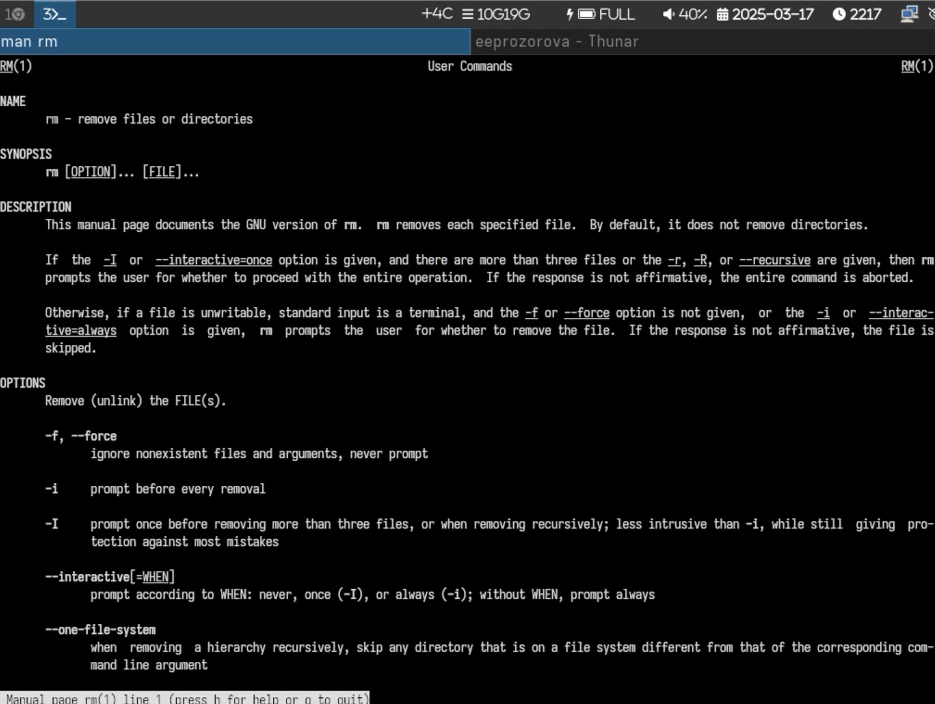 1 3 +4C 10G19G FULL 40% 2025-03-17 2217
man rm eeprozorova - Thunar
RM(1) User Commands RM(1)
NAME
rm - remove files or directories
SYNOPSIS
rm [OPTION]... [FILE]...
DESCRIPTION
This manual page documents the GNU version of rm. rm removes each specified file. By default, it does not remove directories.
If the -I or --interactive=once option is given, and there are more than three files or the -r, -R, or --recursive are given, then rm
prompts the user for whether to proceed with the entire operation. If the response is not affirmative, the entire command is aborted.
Otherwise, if a file is unwritable, standard input is a terminal, and the -f or --force option is not given, or the -i or --interac-
tive=always option is given, rm prompts the user for whether to remove the file. If the response is not affirmative, the file is
skipped.
OPTIONS
Remove (unlink) the FILE(s).
-f, --force
ignore nonexistent files and arguments, never prompt
-i prompt before every removal
-I prompt once before removing more than three files, or when removing recursively; less intrusive than -i, while still giving pro-
tection against most mistakes
--interactive[=WHEN]
prompt according to WHEN: never, once (-I), or always (-i); without WHEN, prompt always
--one-file-system
when removing a hierarchy recursively, skip any directory that is on a file system different from that of the corresponding com-
mand line argument
Manual page rm(1) line 1 (press h for help or q to quit)